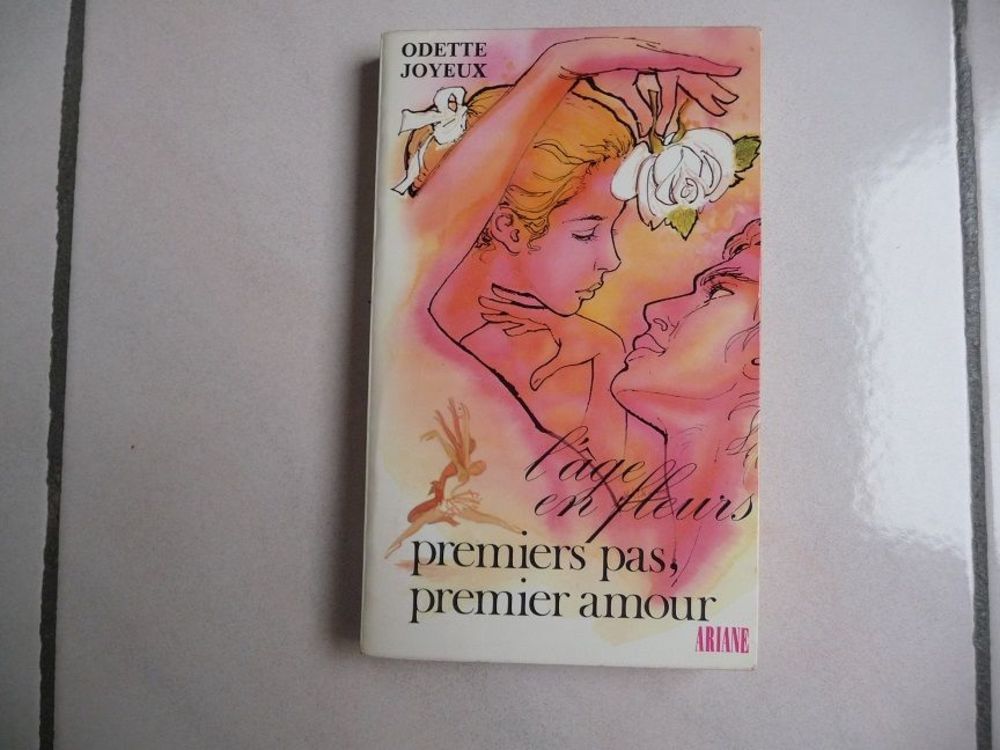 ODETTE
JOYEUX
l'âge
en fleurs
premiers pas,
premier amour
ARIANE